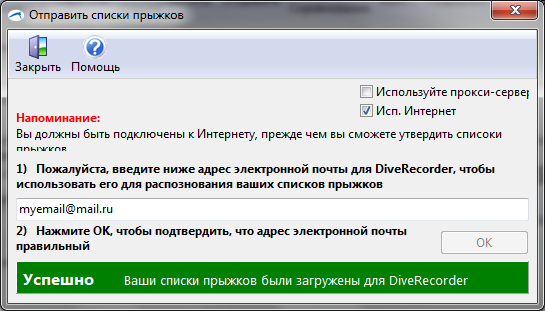 Отправить списки прыжков
Закрыть Помощь
Используйте прокси-сервер
Исп. Интернет
Напоминание:
Вы должны быть подключены к Интернету, прежде чем вы сможете утвердить списоки
прыжков
1) Пожалуйста, введите ниже адрес электронной почты для DiveRecorder, чтобы
использовать его для распознования ваших списков прыжков
myemail@mail.ru
2) Нажмите OK, чтобы подтвердить, что адрес электронной почты
правильный
OK
Успешно Ваши списки прыжков были загружены для DiveRecorder